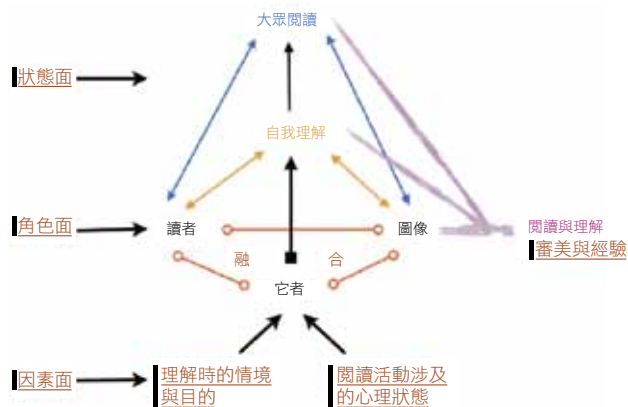 大眾閱讀
狀態面
自我理解
角色面
讀者
圖像
閱讀與理解
審美與經驗
融
合
它者
因素面
理解時的情境
與目的
閱讀活動涉及
的心理狀態